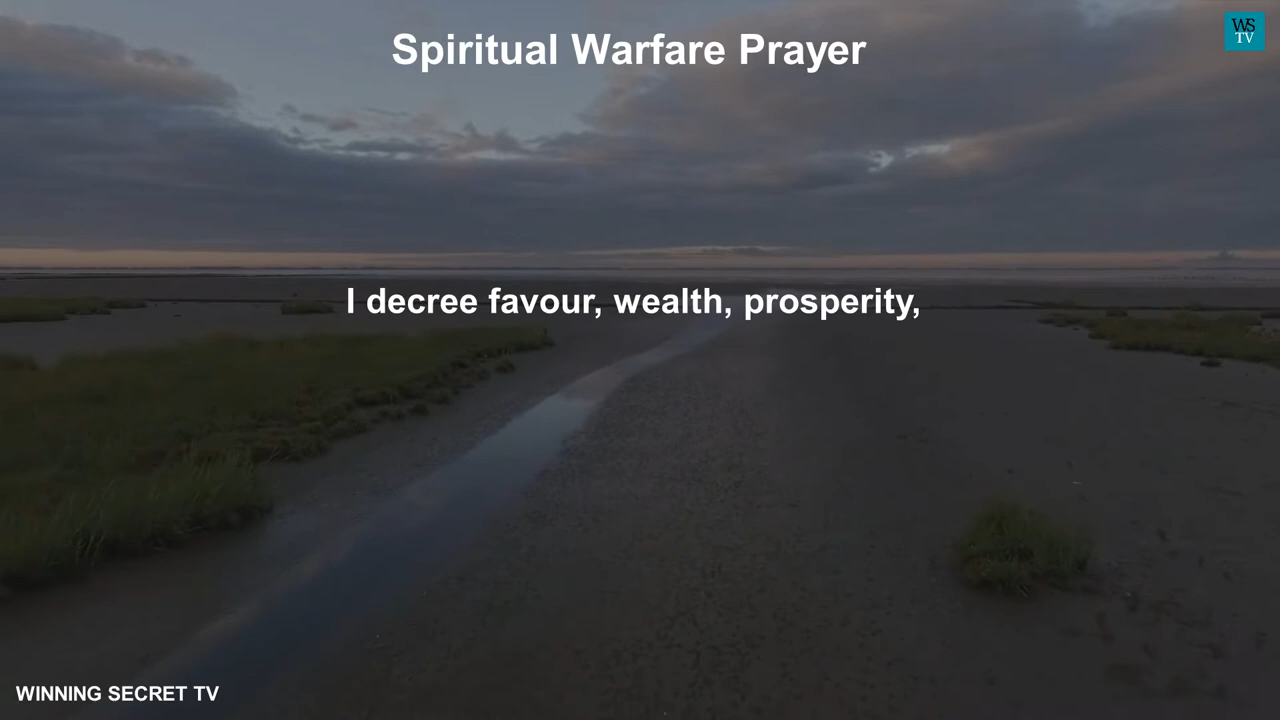 Spiritual Warfare Prayer
WS
TV
I decree favour, wealth, prosperity,
WINNING SECRET TV